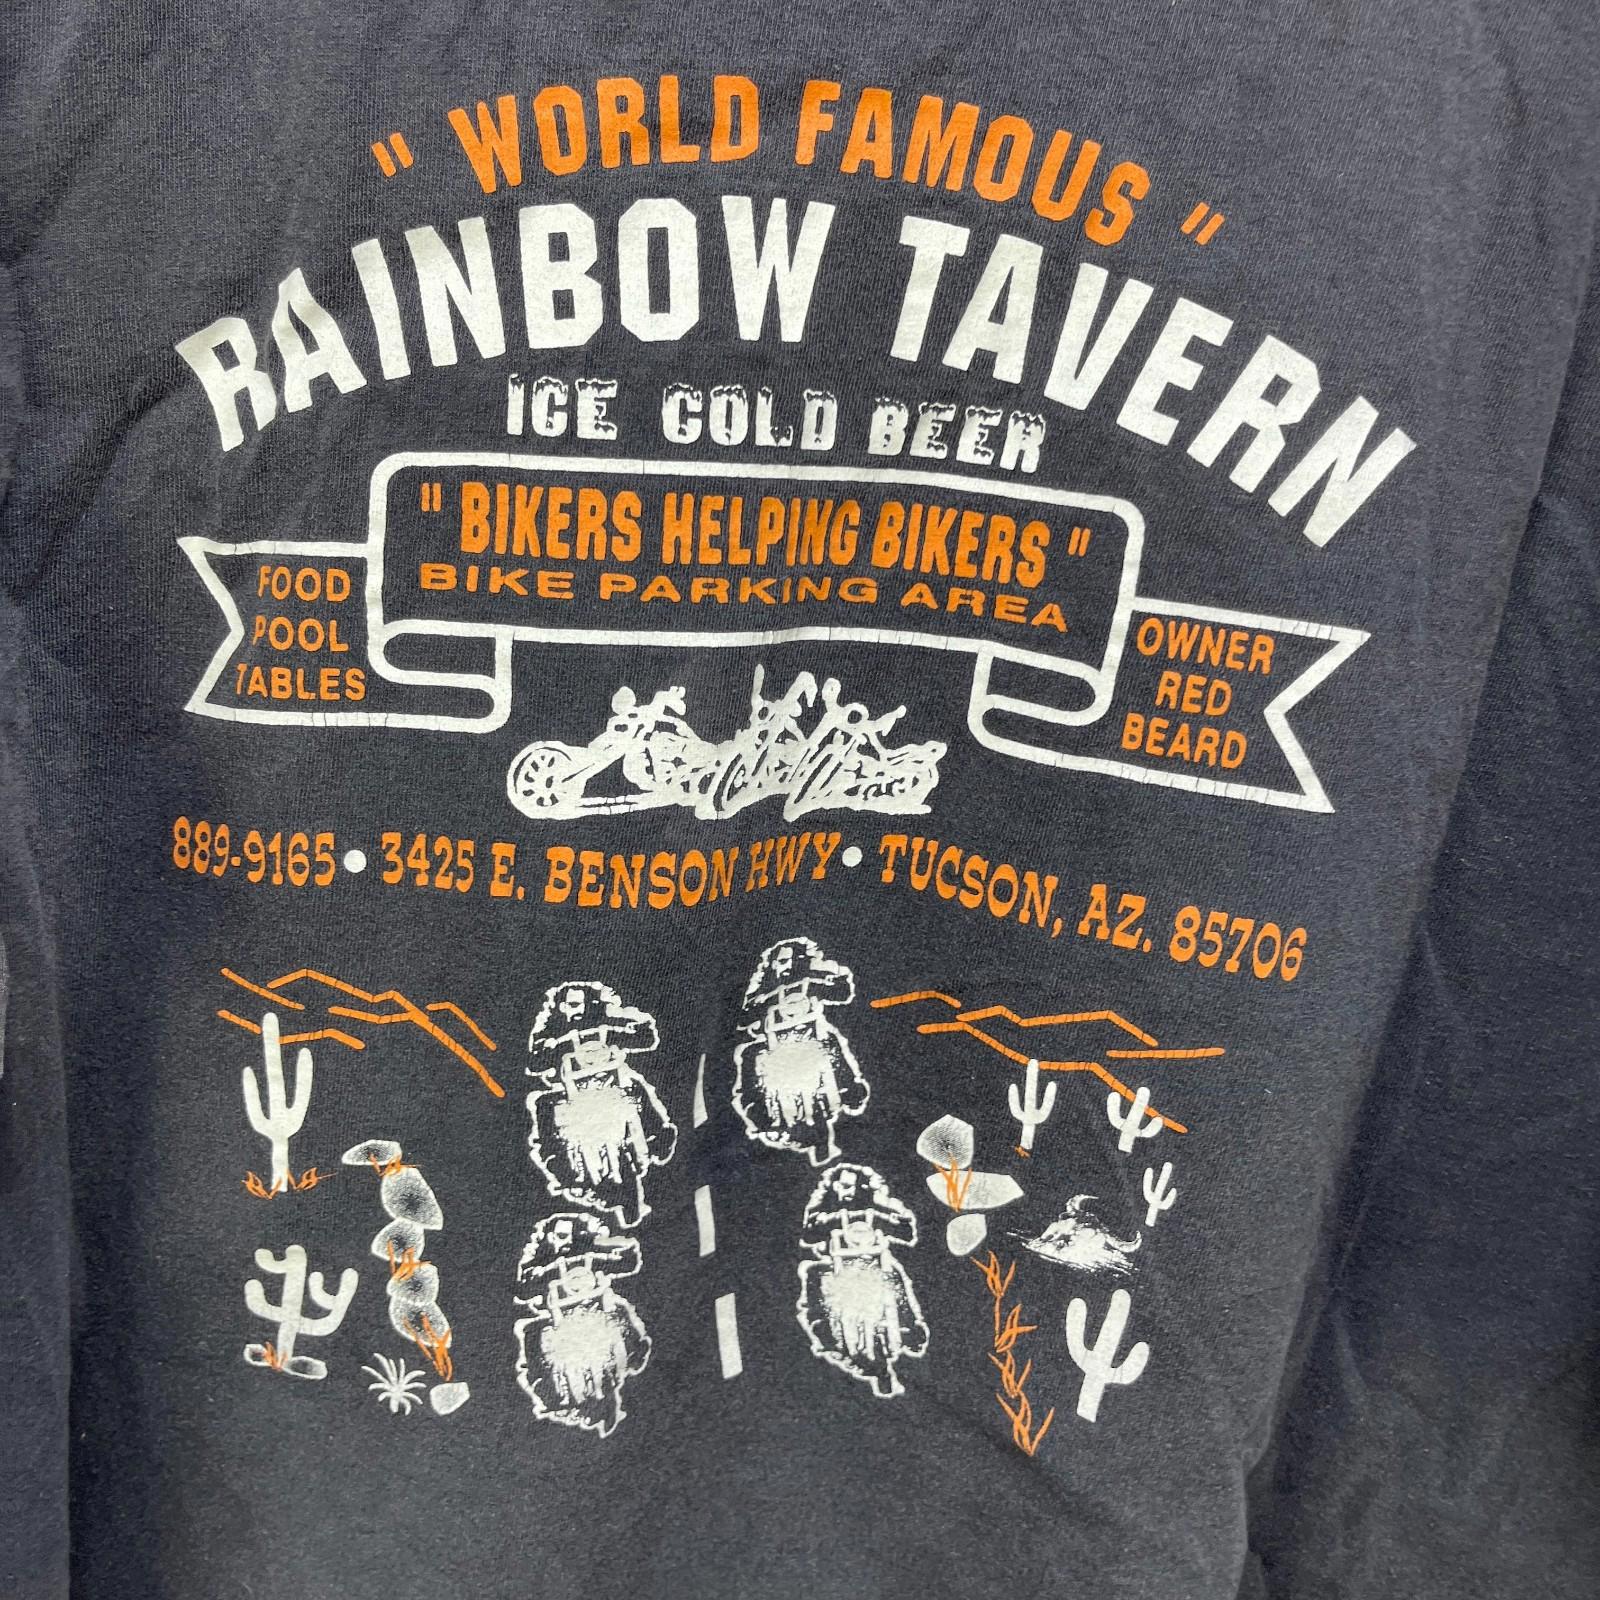 " WORLD FAMOUS "
RAINBOW TAVERN
ICE COLD BEER
" BIKERS HELPING BIKERS "
BIKE PARKING AREA
FOOD
POOL
TABLES
OWNER
RED
BEARD
889-9165 • 3425 E. BENSON HWY • TUCSON, AZ. 85706